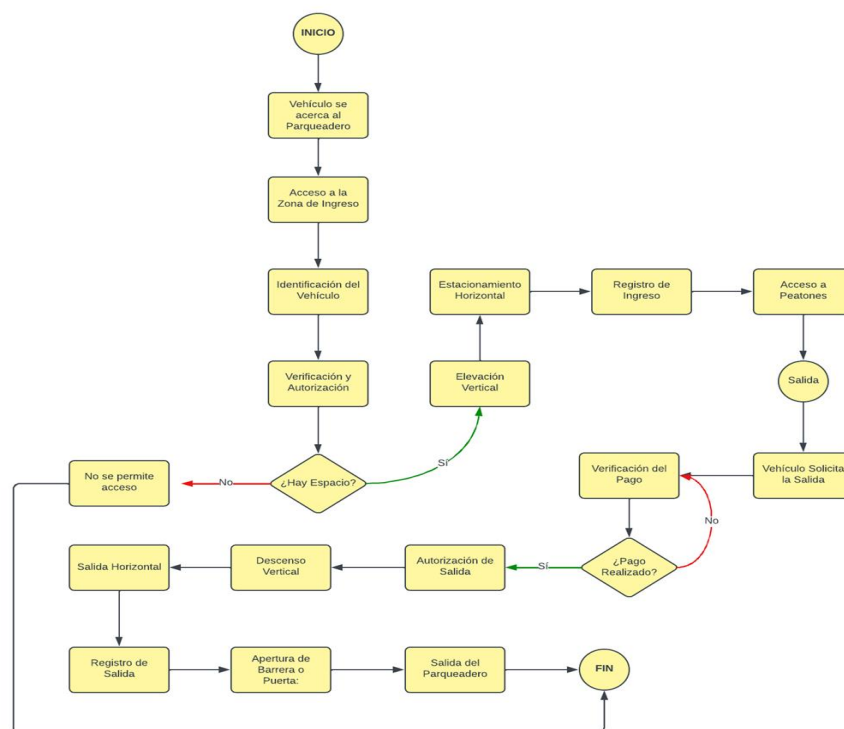 INICIO
Vehículo se
acerca al
Parqueadero
Acceso a la
Zona de Ingreso
Identificación del
Vehículo
Verificación y
Autorización
¿Hay Espacio?
No
No se permite
acceso
Sí
Elevación
Vertical
Estacionamiento
Horizontal
Registro de
Ingreso
Acceso a
Peatones
Salida
Vehículo Solicita
la Salida
Verificación del
Pago
¿Pago
Realizado?
No
Sí
Autorización de
Salida
Descenso
Vertical
Salida Horizontal
Registro de
Salida
Apertura de
Barrera o
Puerta:
Salida del
Parqueadero
FIN